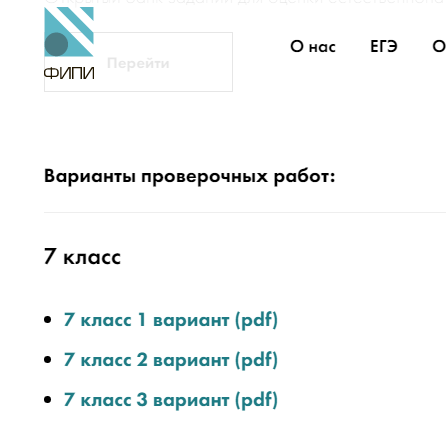 О нас ЕГЭ О
Перейти
ФИПИ
Варианты проверочных работ:
7 класс
7 класс 1 вариант (pdf)
7 класс 2 вариант (pdf)
7 класс 3 вариант (pdf)